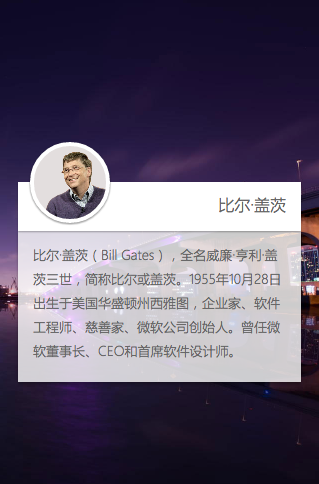 比尔·盖茨
比尔·盖茨（Bill Gates），全名威廉·亨利·盖
茨三世，简称比尔或盖茨。1955年10月28日
出生于美国华盛顿州西雅图，企业家、软件
工程师、慈善家、微软公司创始人。曾任微
软董事长、CEO和首席软件设计师。